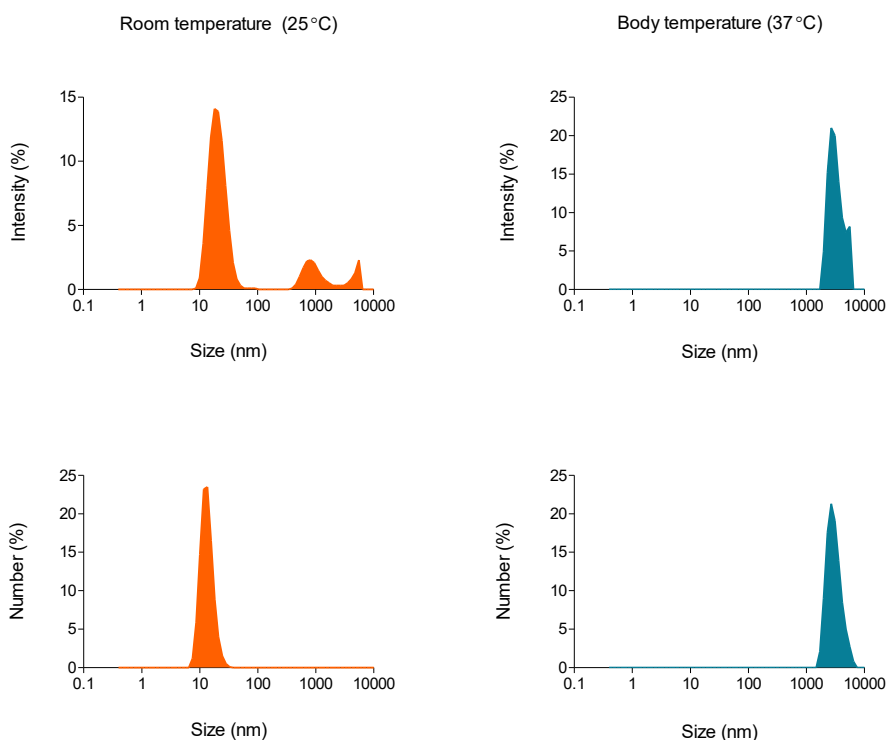 Room temperature (25°C)
Body temperature (37°C)
Intensity (%)
15
10
5
0
0.1 1 10 100 1000 10000
Size (nm)
Intensity (%)
25
20
15
10
5
0
0.1 1 10 100 1000 10000
Size (nm)
Number (%)
25
20
15
10
5
0
0.1 1 10 100 1000 10000
Size (nm)
Number (%)
25
20
15
10
5
0
0.1 1 10 100 1000 10000
Size (nm)